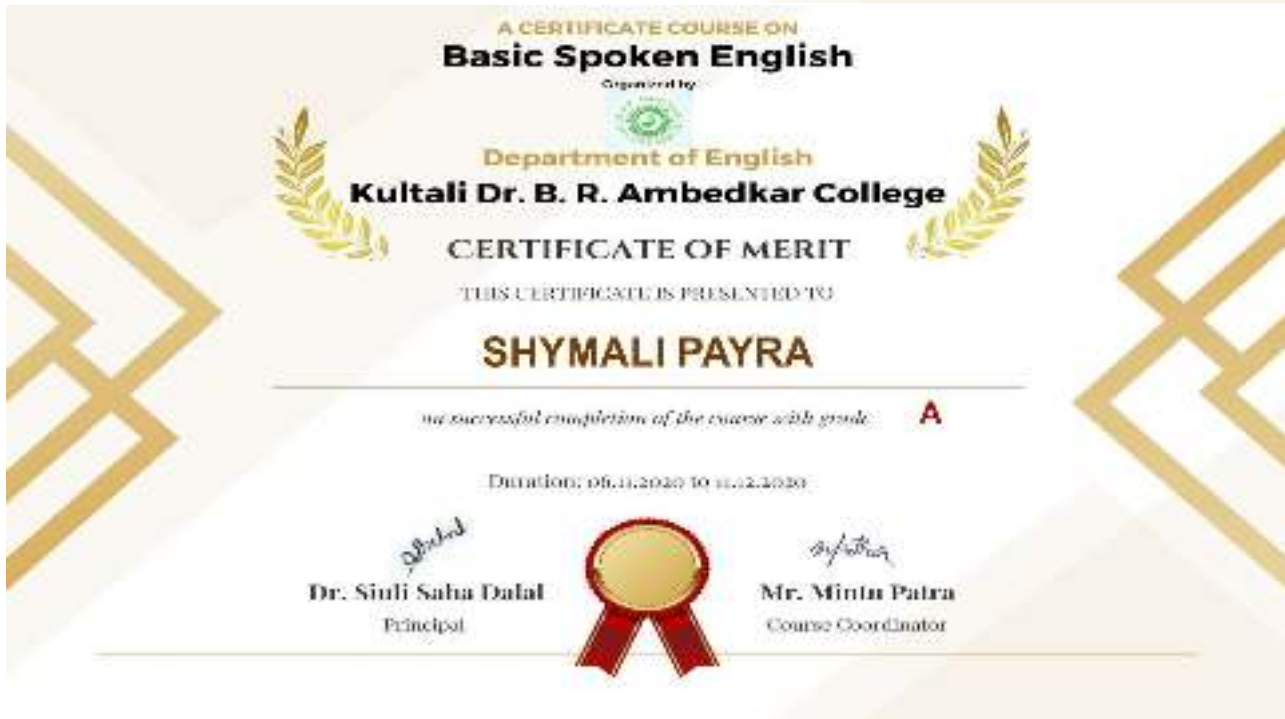 A CERTIFICATE COURSE ON
Basic Spoken English
Organized by
Department of English
Kultali Dr. B. R. Ambedkar College
CERTIFICATE OF MERIT
THIS CERTIFICATE IS PRESENTED TO
SHYMALI PAYRA
on successful completion of the course with grade A
Duration: 06.11.2020 to 11.12.2020
Dr. Siuli Saha Dalal Mr. Mintu Patra
Principal Course Coordinator